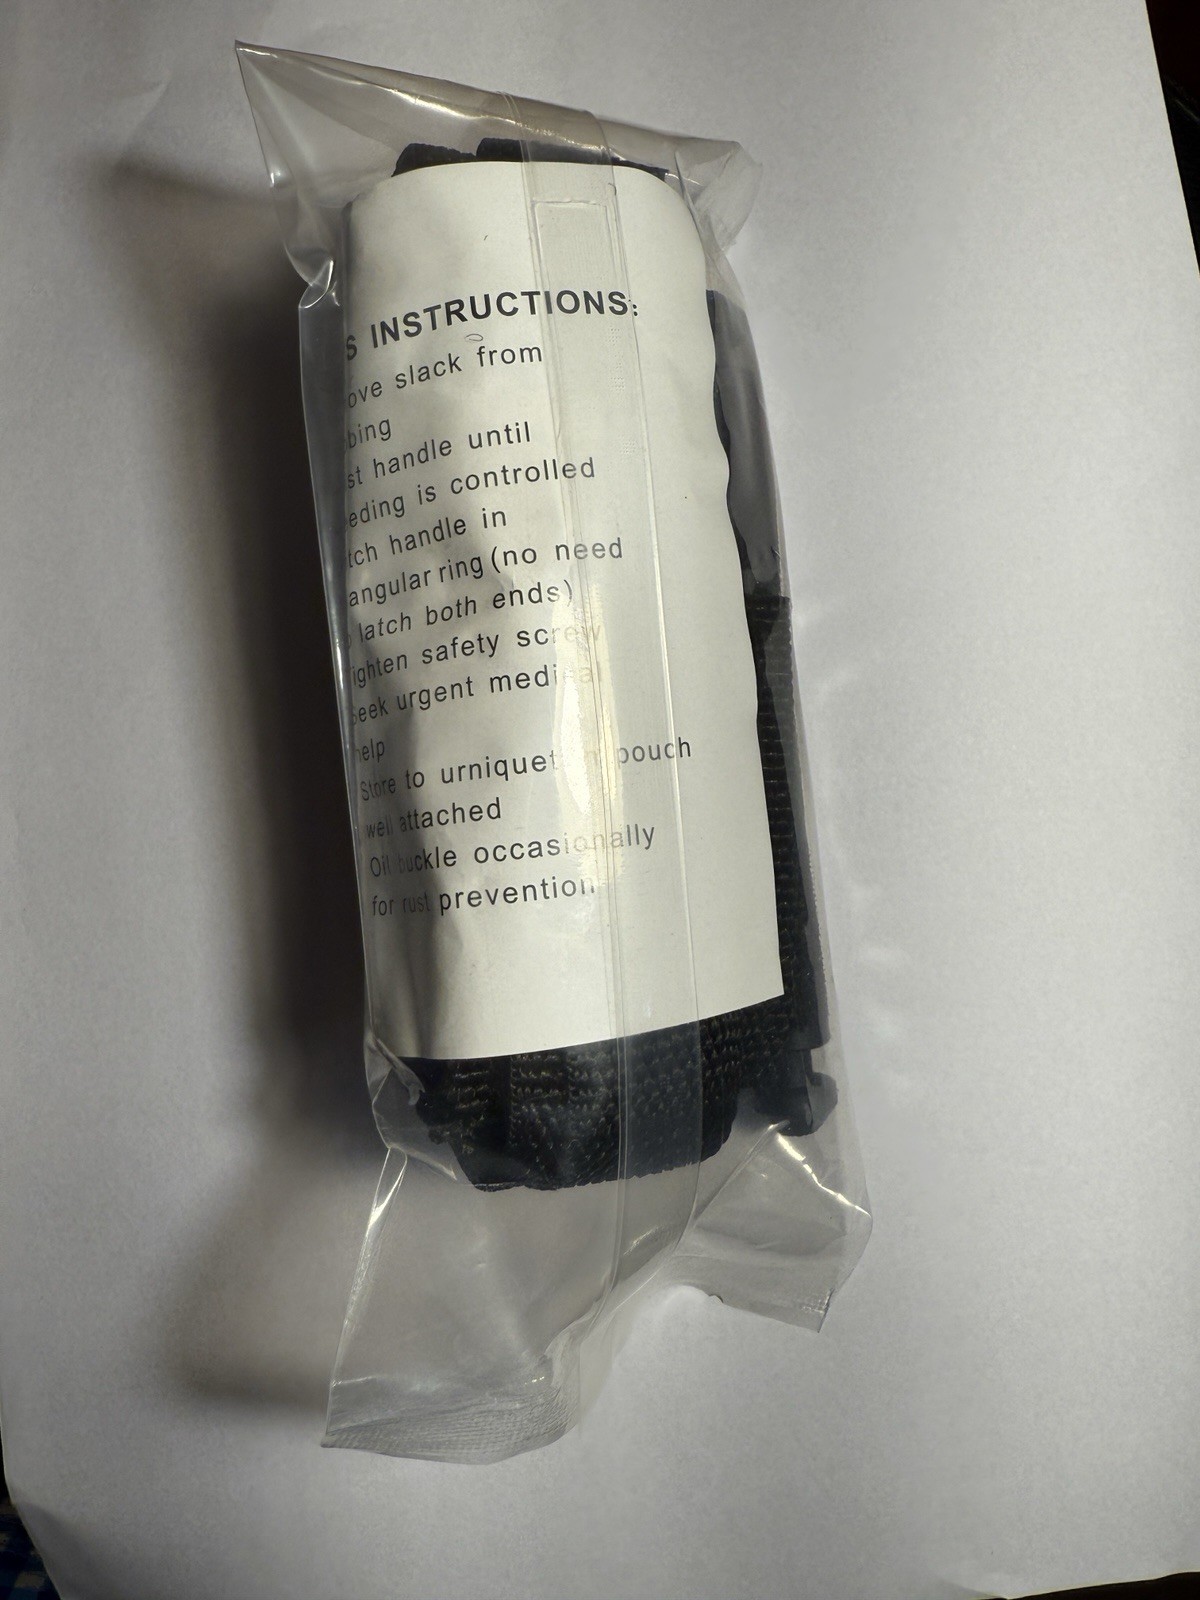 S INSTRUCTIONS:
ove slack from
bing
st handle until
eding is controlled
tch handle in
angular ring (no need
latch both ends)
ighten safety screw
Seek urgent medical
help
Store to urniquet in pouch
well attached
Oil buckle occasionally
for rust prevention